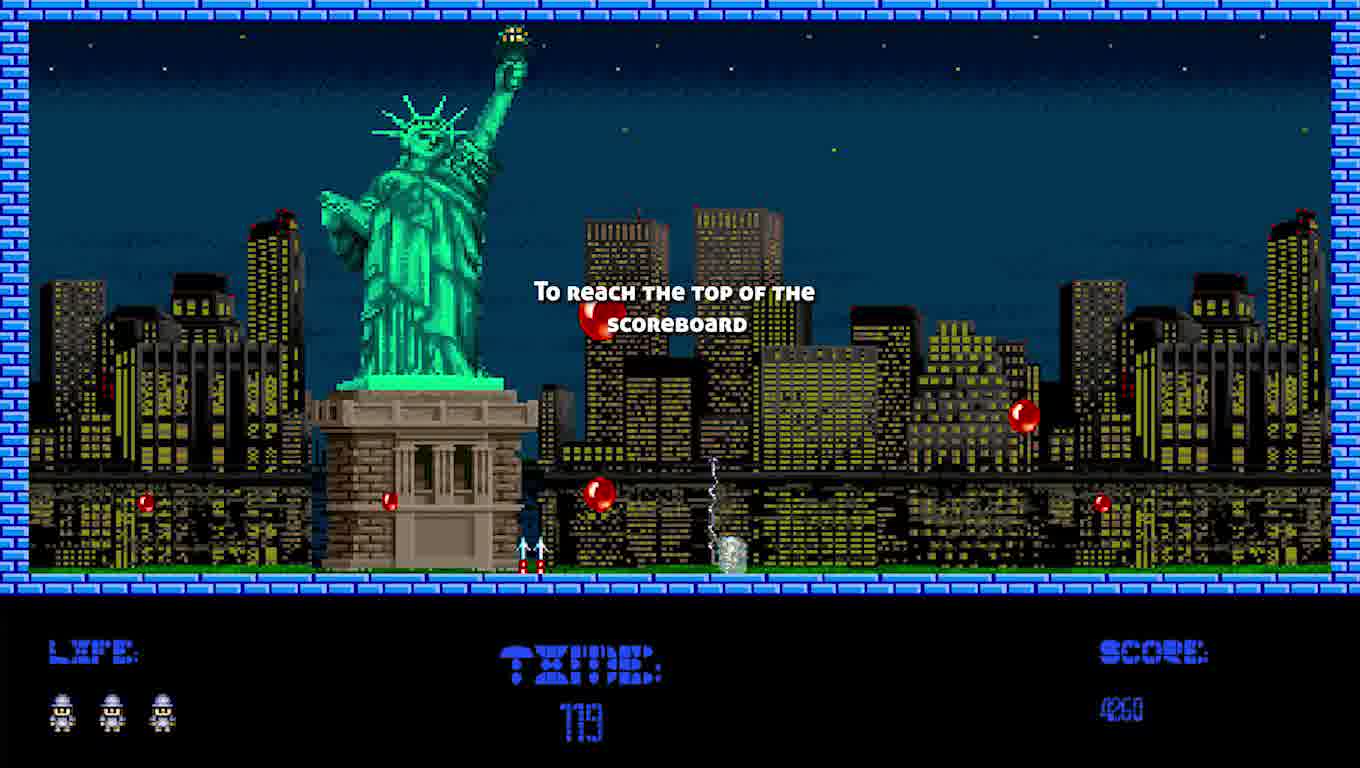 To reach the top of the
scoreboard
LIFE:
TIME:
SCORE:
119
4260